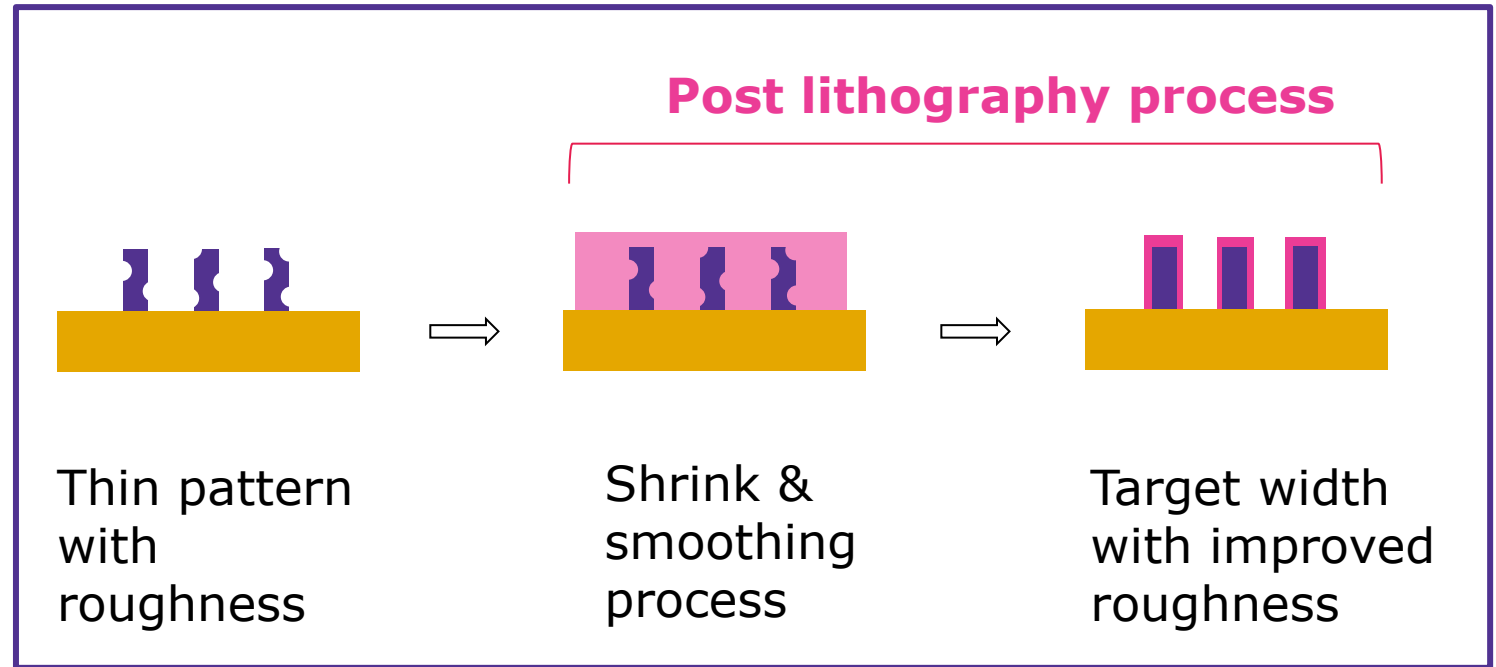 Post lithography process
Thin pattern
with
roughness
Shrink &
smoothing
process
Target width
with improved
roughness